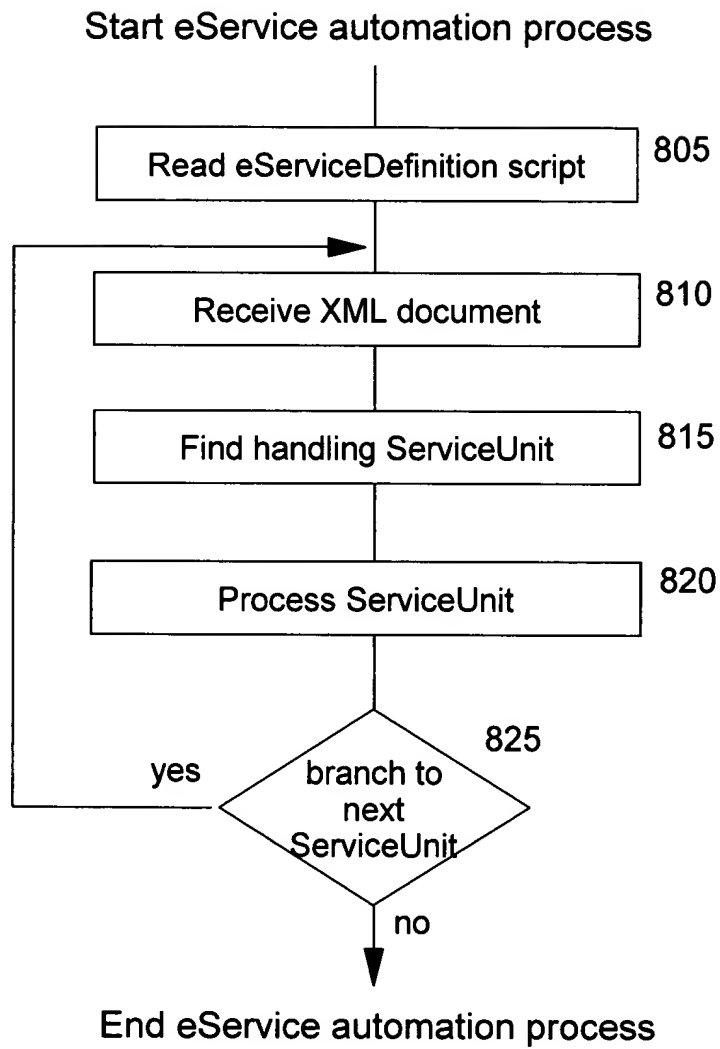 Start eService automation process
Read eServiceDefinition script
805
Receive XML document
810
Find handling ServiceUnit
815
Process ServiceUnit
820
825
yes
branch to
next
ServiceUnit
no
End eService automation process